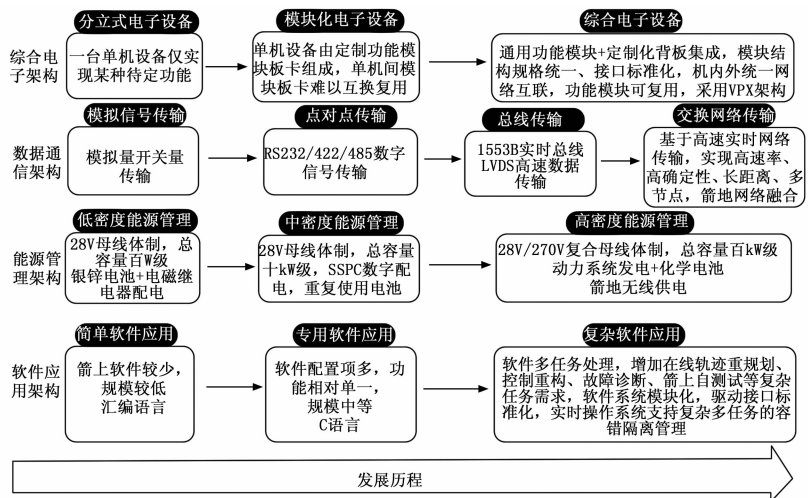 分立式电子设备
模块化电子设备
综合电子设备
综合电
子架构
一台单机设备仅实
现某种待定功能
单机设备由定制功能模
块板卡组成，单机间模
块板卡难以互换复用
通用功能模块+定制化背板集成，模块结
构规格统一、接口标准化，机内外统一网
络互联，功能模块可复用，采用VPX架构
模拟信号传输
点对点传输
总线传输
交换网络传输
数据通
信架构
模拟量开关量
传输
RS232/422/485数字
信号传输
1553B实时总线
LVDS高速数据
传输
基于高速实时网络
传输，实现高速率、
高确定性、长距离、多
节点，箭地网络融合
低密度能源管理
中密度能源管理
高密度能源管理
能源管
理架构
28V母线体制，总
容量百W级
银锌电池+电磁继
电器配电
28V母线体制，总容量
十kW级，SSPC数字配
电，重复使用电池
28V/270V复合母线体制，总容量百kW级
动力系统发电+化学电池
箭地无线供电
简单软件应用
专用软件应用
复杂软件应用
软件应
用架构
箭上软件较少，
规模较低
汇编语言
软件配置项多，功
能相对单一，
规模中等
C语言
软件多任务处理，增加在线轨迹重规划、
控制重构、故障诊断、箭上自测试等复杂
任务需求，软件系统模块化，驱动接口标
准化，实时操作系统支持复杂多任务的容
错隔离管理
发展历程